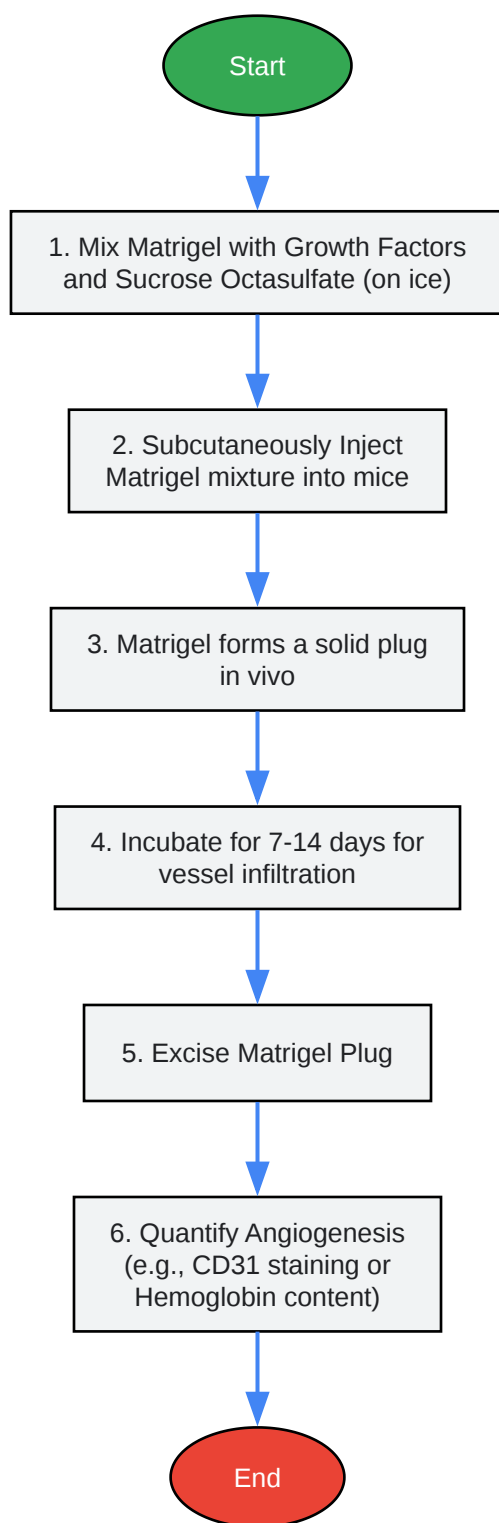 Start
1. Mix Matrigel with Growth Factors
and Sucrose Octasulfate (on ice)
2. Subcutaneously Inject
Matrigel mixture into mice
3. Matrigel forms a solid plug
in vivo
4. Incubate for 7-14 days for
vessel infiltration
5. Excise Matrigel Plug
6. Quantify Angiogenesis
(e.g., CD31 staining or
Hemoglobin content)
End